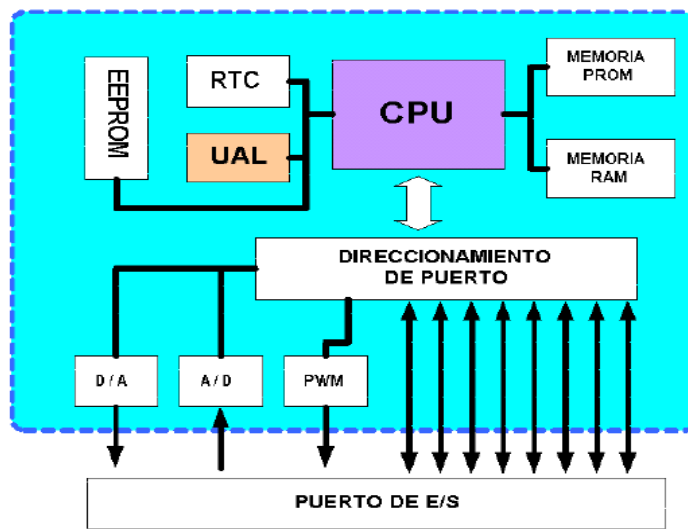 EEPROM
RTC
UAL
CPU
MEMORIA
PROM
MEMORIA
RAM
DIRECCIONAMIENTO
DE PUERTO
D/A
A/D
PWM
PUERTO DE E/S